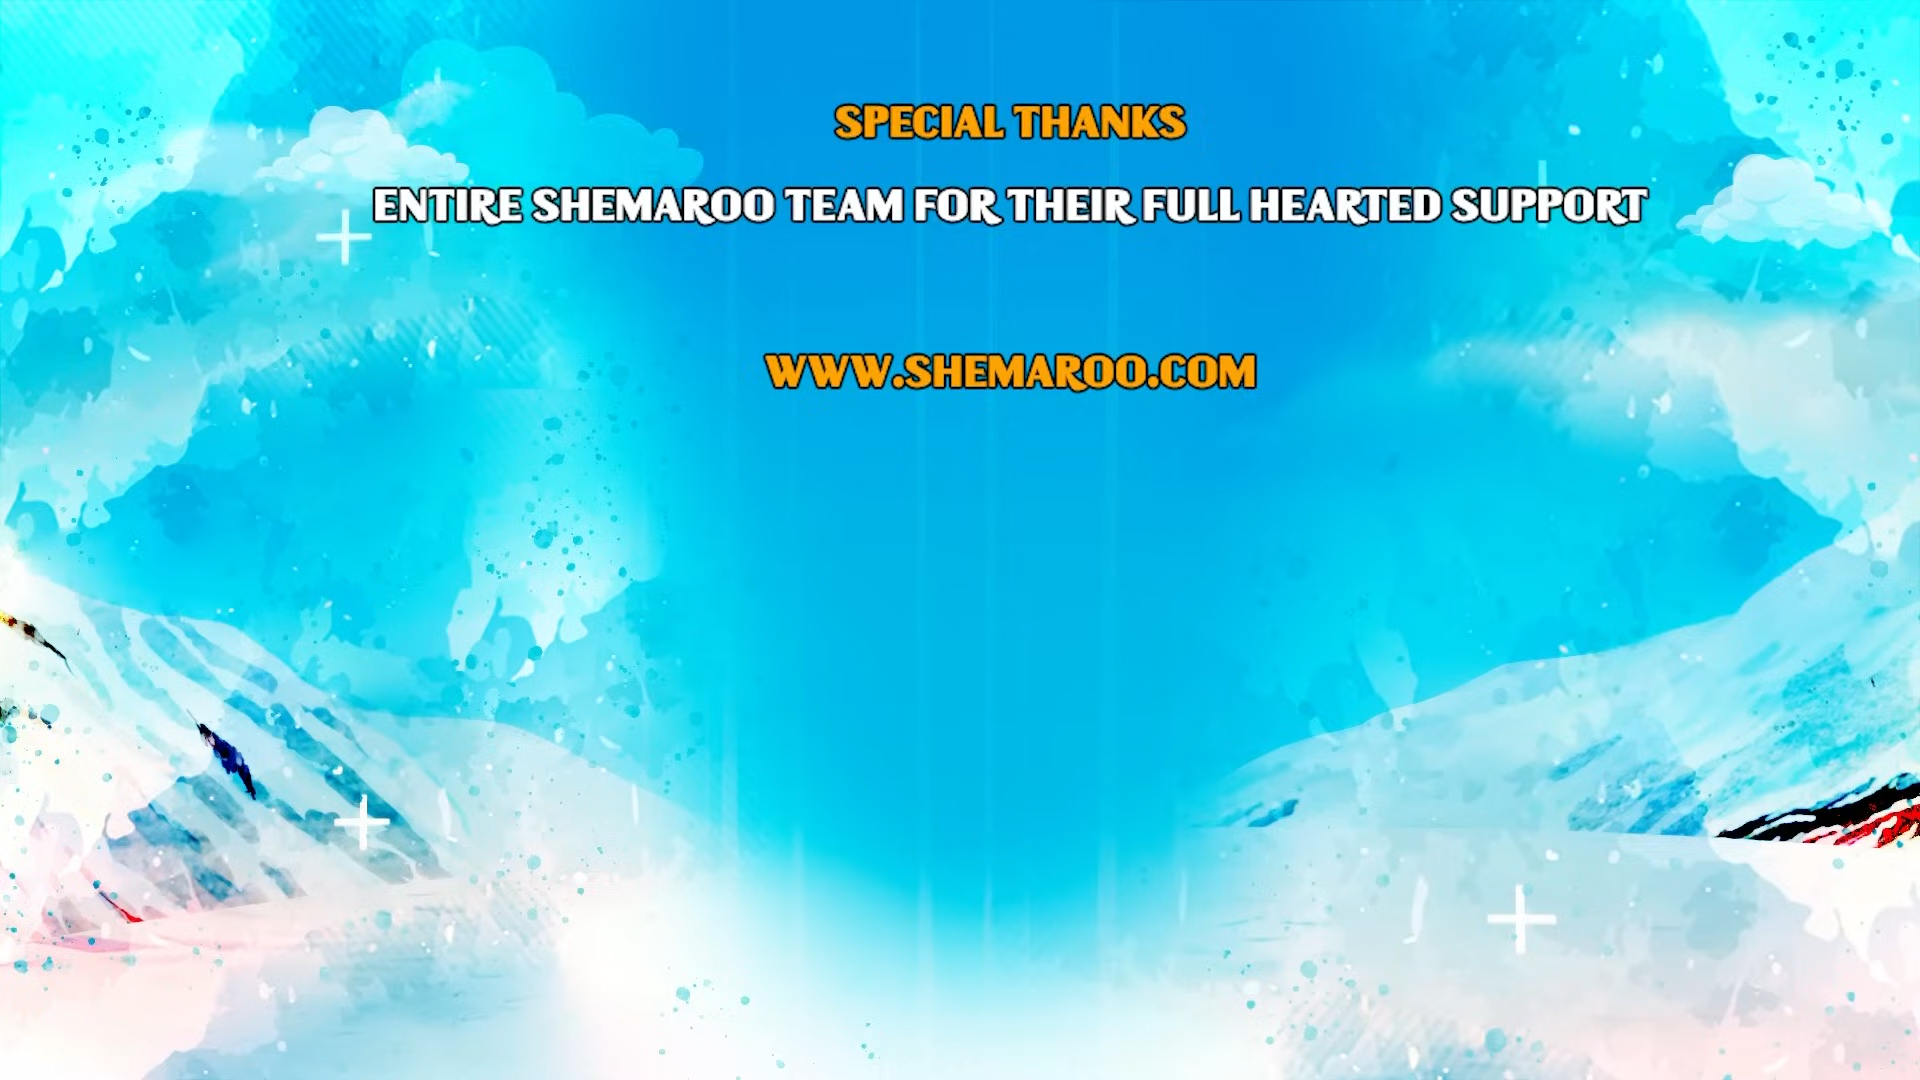 SPECIAL THANKS
ENTIRE SHEMAROO TEAM FOR THEIR FULL HEARTED SUPPORT
WWW.SHEMAROO.COM